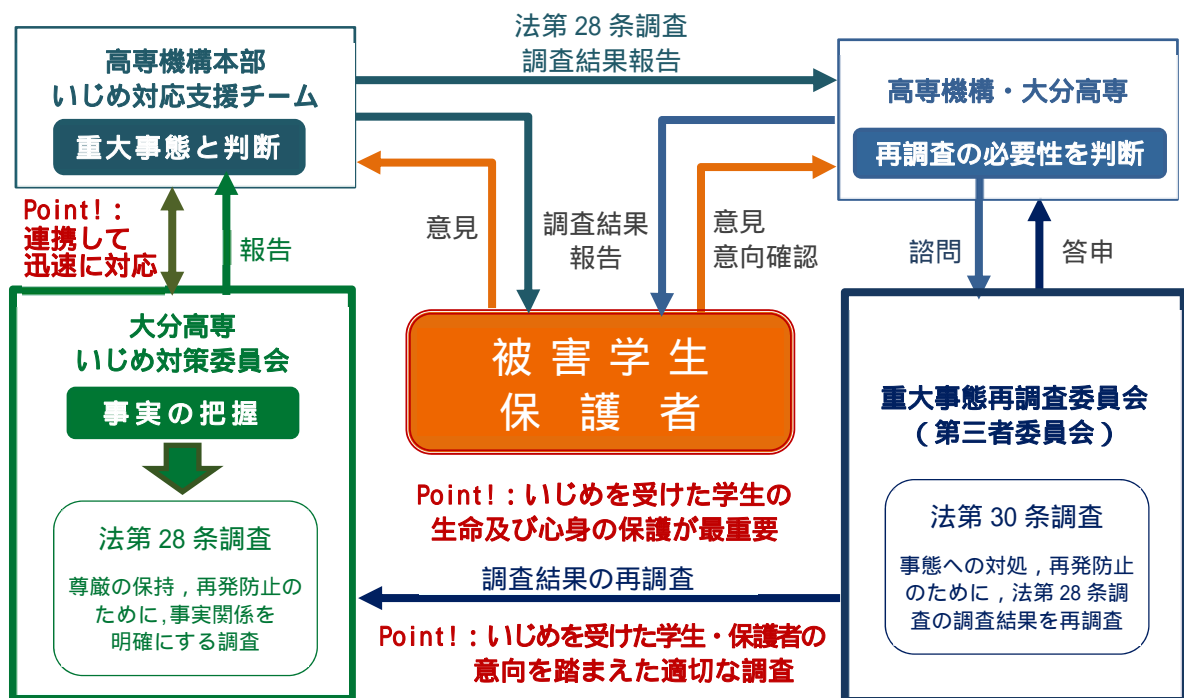 法第 28 条調査
調査結果報告
高専機構本部
いじめ対応支援チーム
重大事態と判断
高専機構・大分高専
再調査の必要性を判断
Point!：
連携して
迅速に対応
報告
意見
調査結果
報告
意見
意向確認
諮問
答申
大分高専
いじめ対策委員会
事実の把握
法第 28 条調査
尊厳の保持，再発防止の
ために，事実関係を
明確にする調査
被害学生
保護者
Point!：いじめを受けた学生の
生命及び心身の保護が最重要
調査結果の再調査
Point!：いじめを受けた学生・保護者の
意向を踏まえた適切な調査
重大事態再調査委員会
（第三者委員会）
法第 30 条調査
事態への対処，再発防止
のために，法第 28 条調
査の調査結果を再調査